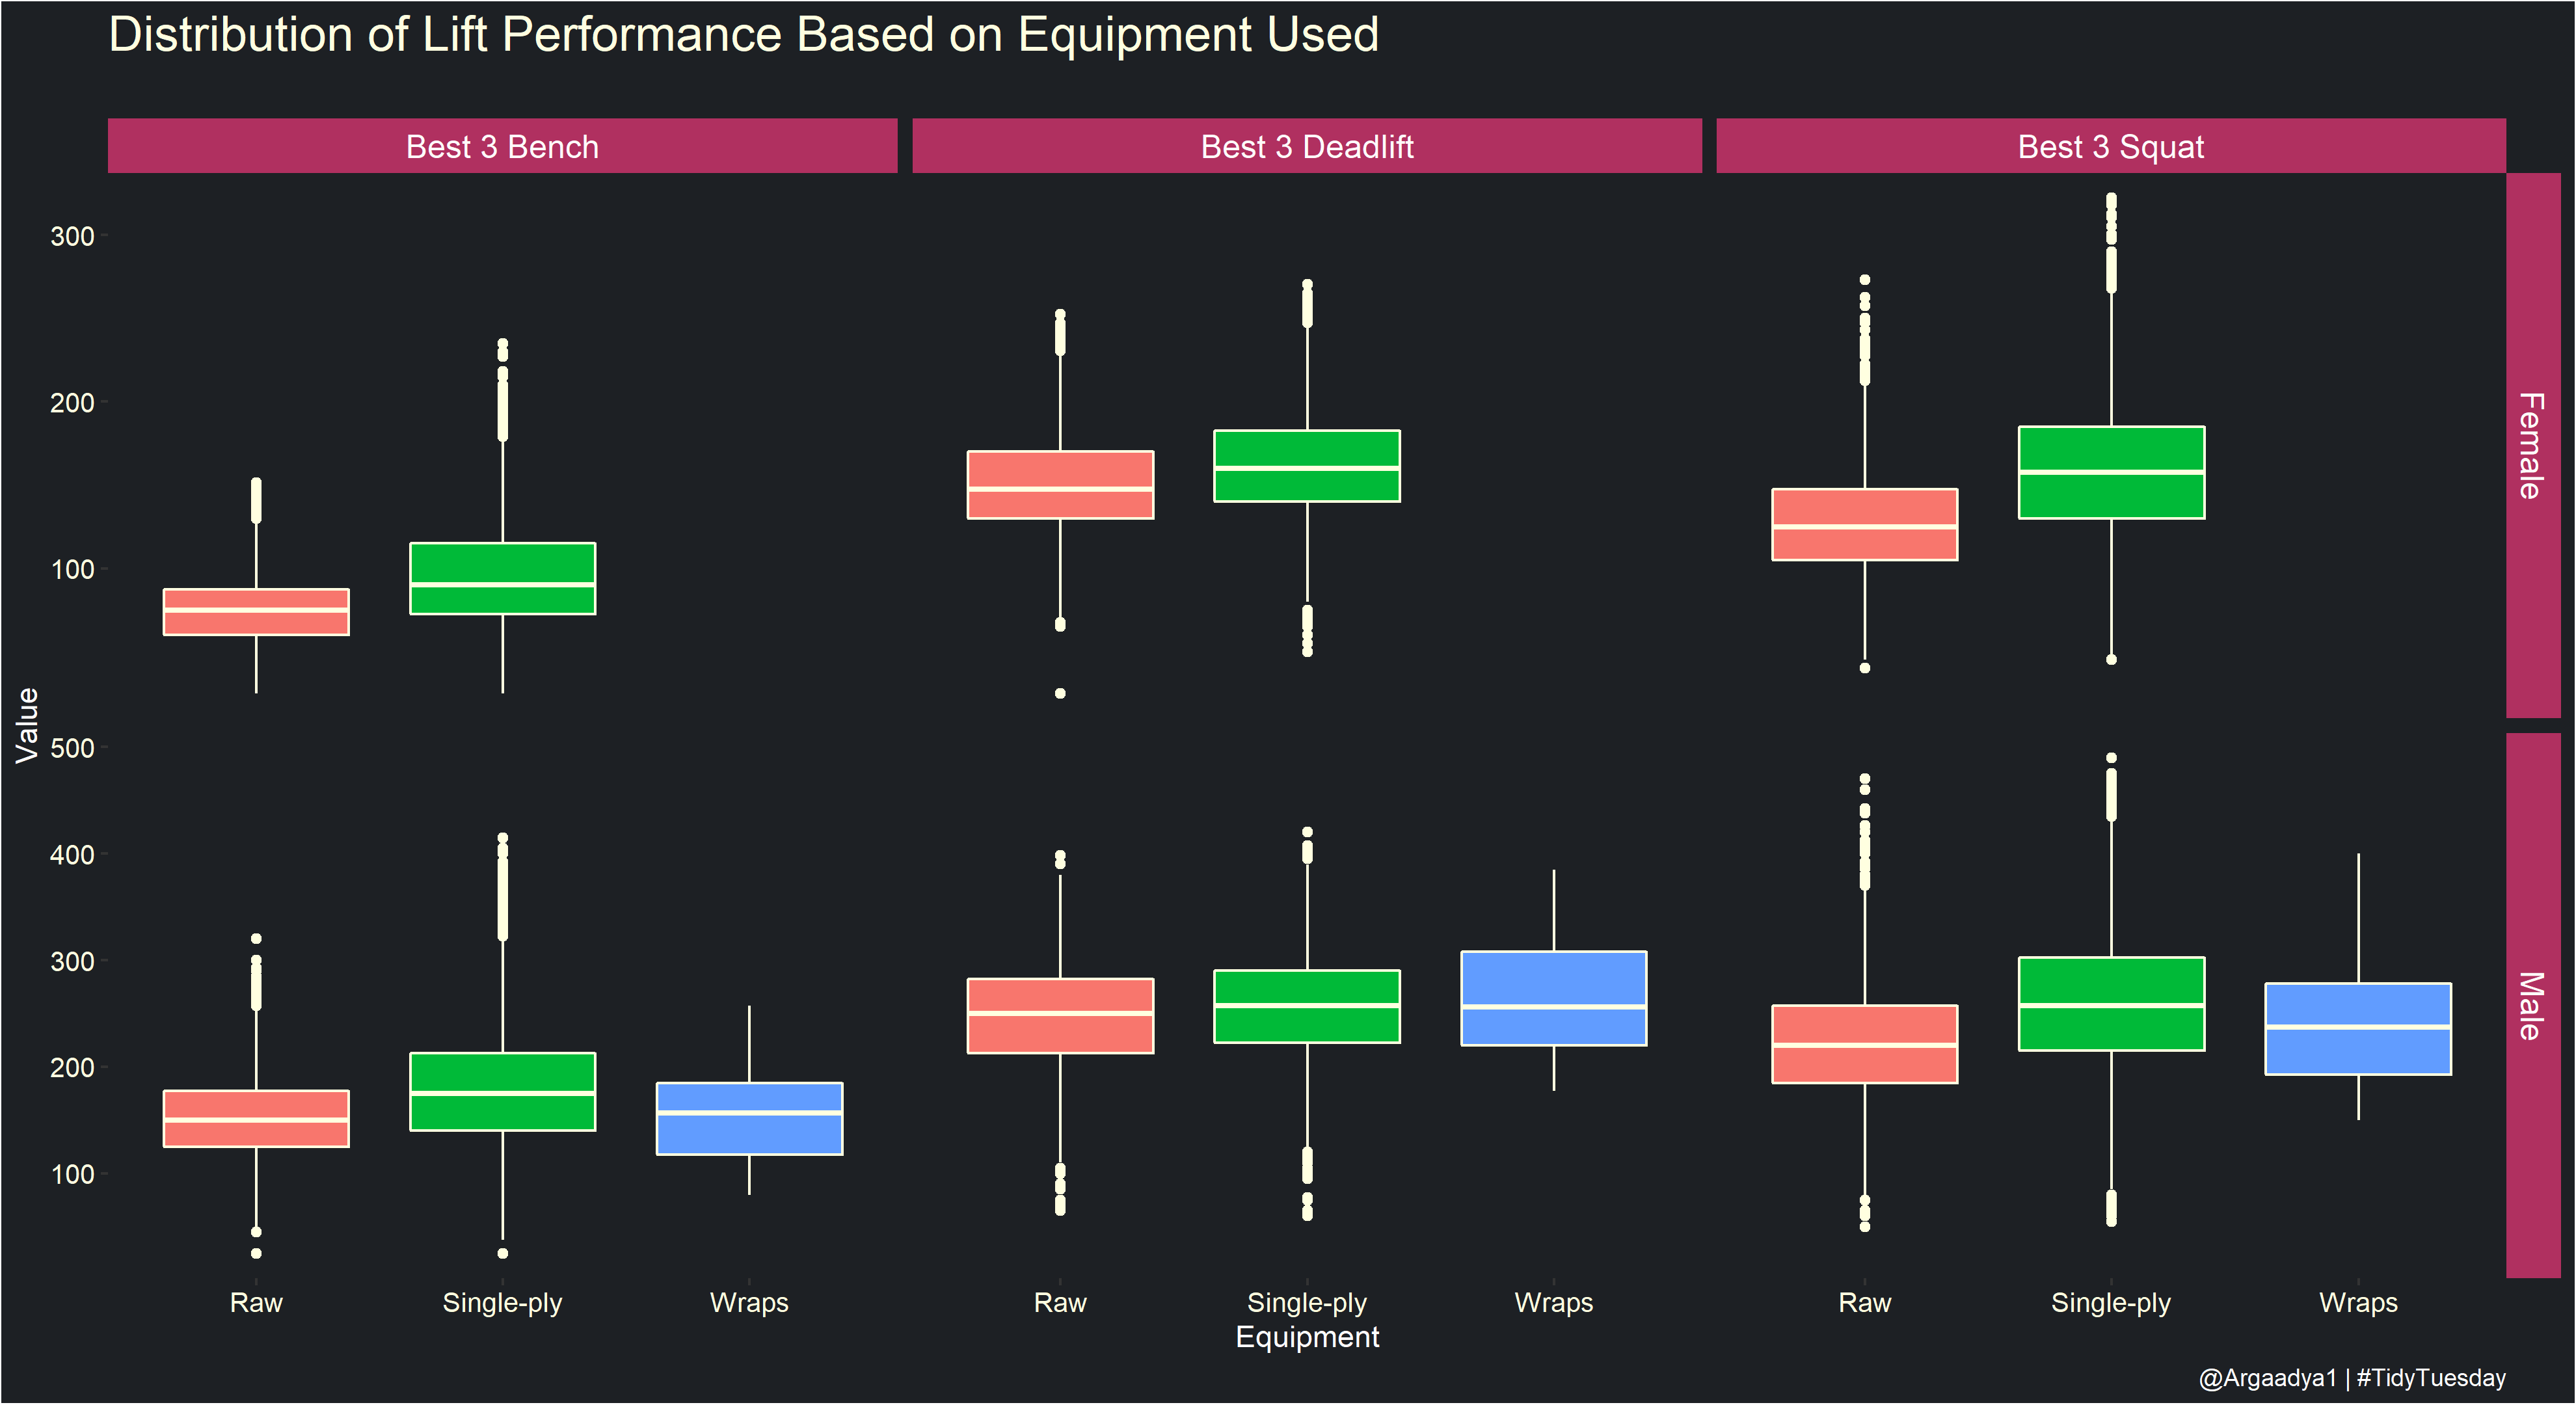 Distribution of Lift Performance Based on Equipment Used
Best 3 Bench
Best 3 Deadlift
Best 3 Squat
300
200
100
Female
Value
500
400
300
200
100
Male
Raw
Single-ply
Wraps
Raw
Single-ply
Wraps
Raw
Single-ply
Wraps
Equipment
@Argaadya1 | #TidyTuesday